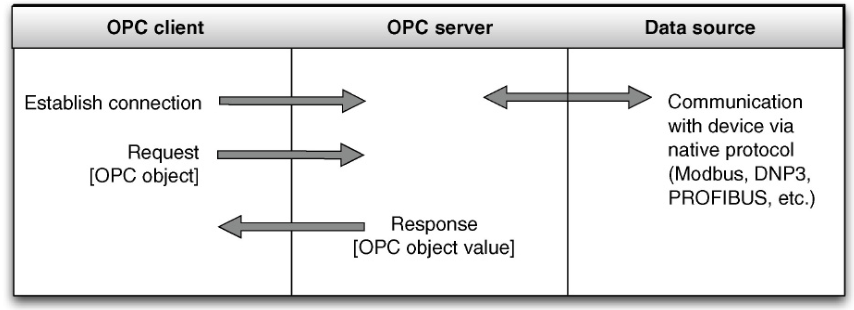 OPC client
OPC server
Data source
Establish connection
Communication
with device via
native protocol
(Modbus, DNP3,
PROFIBUS, etc.)
Request
[OPC object]
Response
[OPC object value]